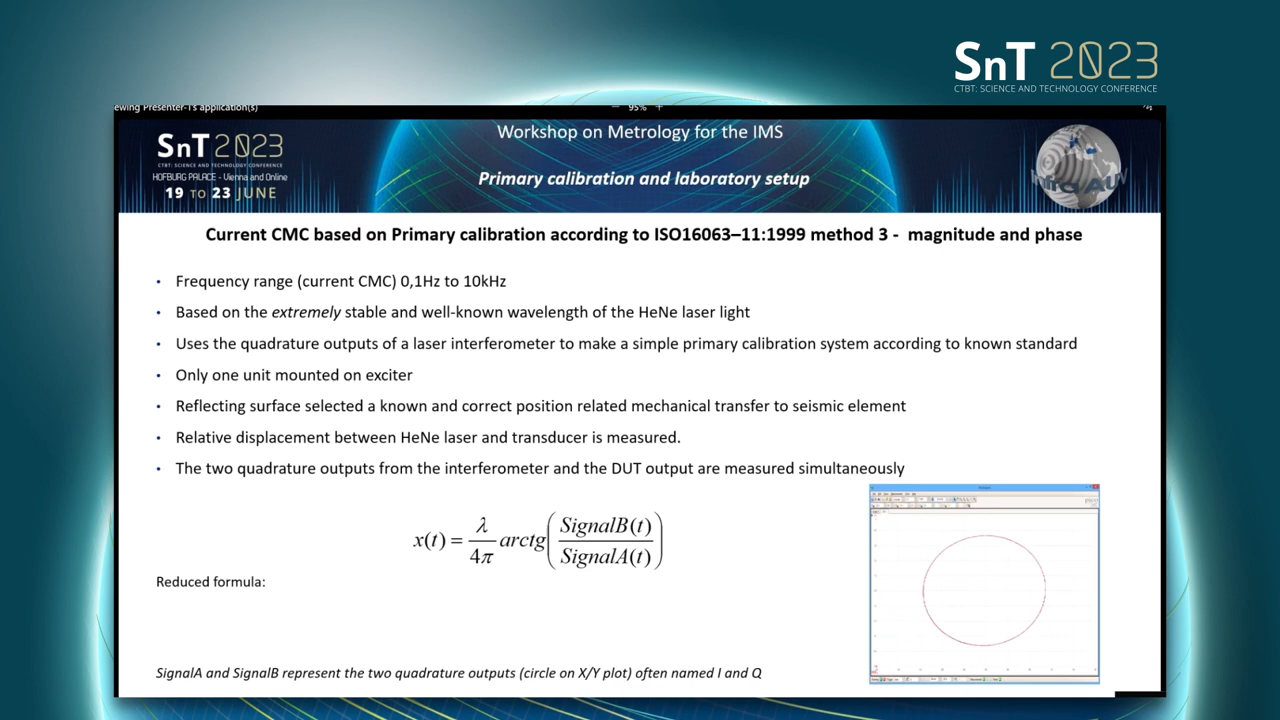 SnT 2023
CTBT: SCIENCE AND TECHNOLOGY CONFERENCE
ewing Presenter-1's application(s)
95%
SnT 2023
CTBT: SCIENCE AND TECHNOLOGY CONFERENCE
HOFBURG PALACE - Vienna and Online
19 TO 23 JUNE
Workshop on Metrology for the IMS
Primary calibration and laboratory setup
Current CMC based on Primary calibration according to ISO16063–11:1999 method 3 - magnitude and phase
• Frequency range (current CMC) 0,1Hz to 10kHz
• Based on the extremely stable and well-known wavelength of the HeNe laser light
• Uses the quadrature outputs of a laser interferometer to make a simple primary calibration system according to known standard
• Only one unit mounted on exciter
• Reflecting surface selected a known and correct position related mechanical transfer to seismic element
• Relative displacement between HeNe laser and transducer is measured.
• The two quadrature outputs from the interferometer and the DUT output are measured simultaneously
x(t) = λ/4π arctg(SignalB(t)/SignalA(t))
Reduced formula:
SignalA and SignalB represent the two quadrature outputs (circle on X/Y plot) often named I and Q